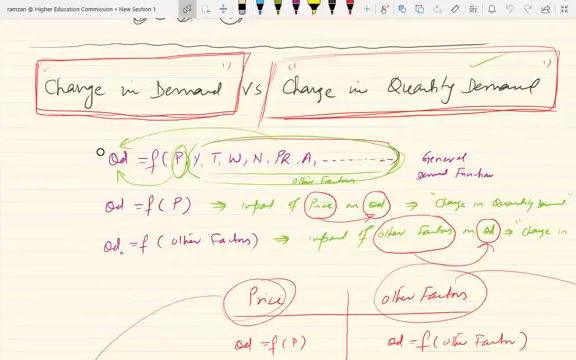 ramzan | Higher Education Commission » New Section 1
"Change in Demand" VS "Change in Quantity Demand"
Qd = f ( P, Y, T, W, N, PR, A, ----------- ) General
other Factors Demand Function
Qd = f ( P ) ⇒ impact of Price on Qd ⇒ "Change in Quantity Demand"
Qd = f ( other Factors ) ⇒ impact of other Factors on Qd ⇒ "Change in
Price other Factors
Qd = f ( P ) Qd = f ( other Factor )